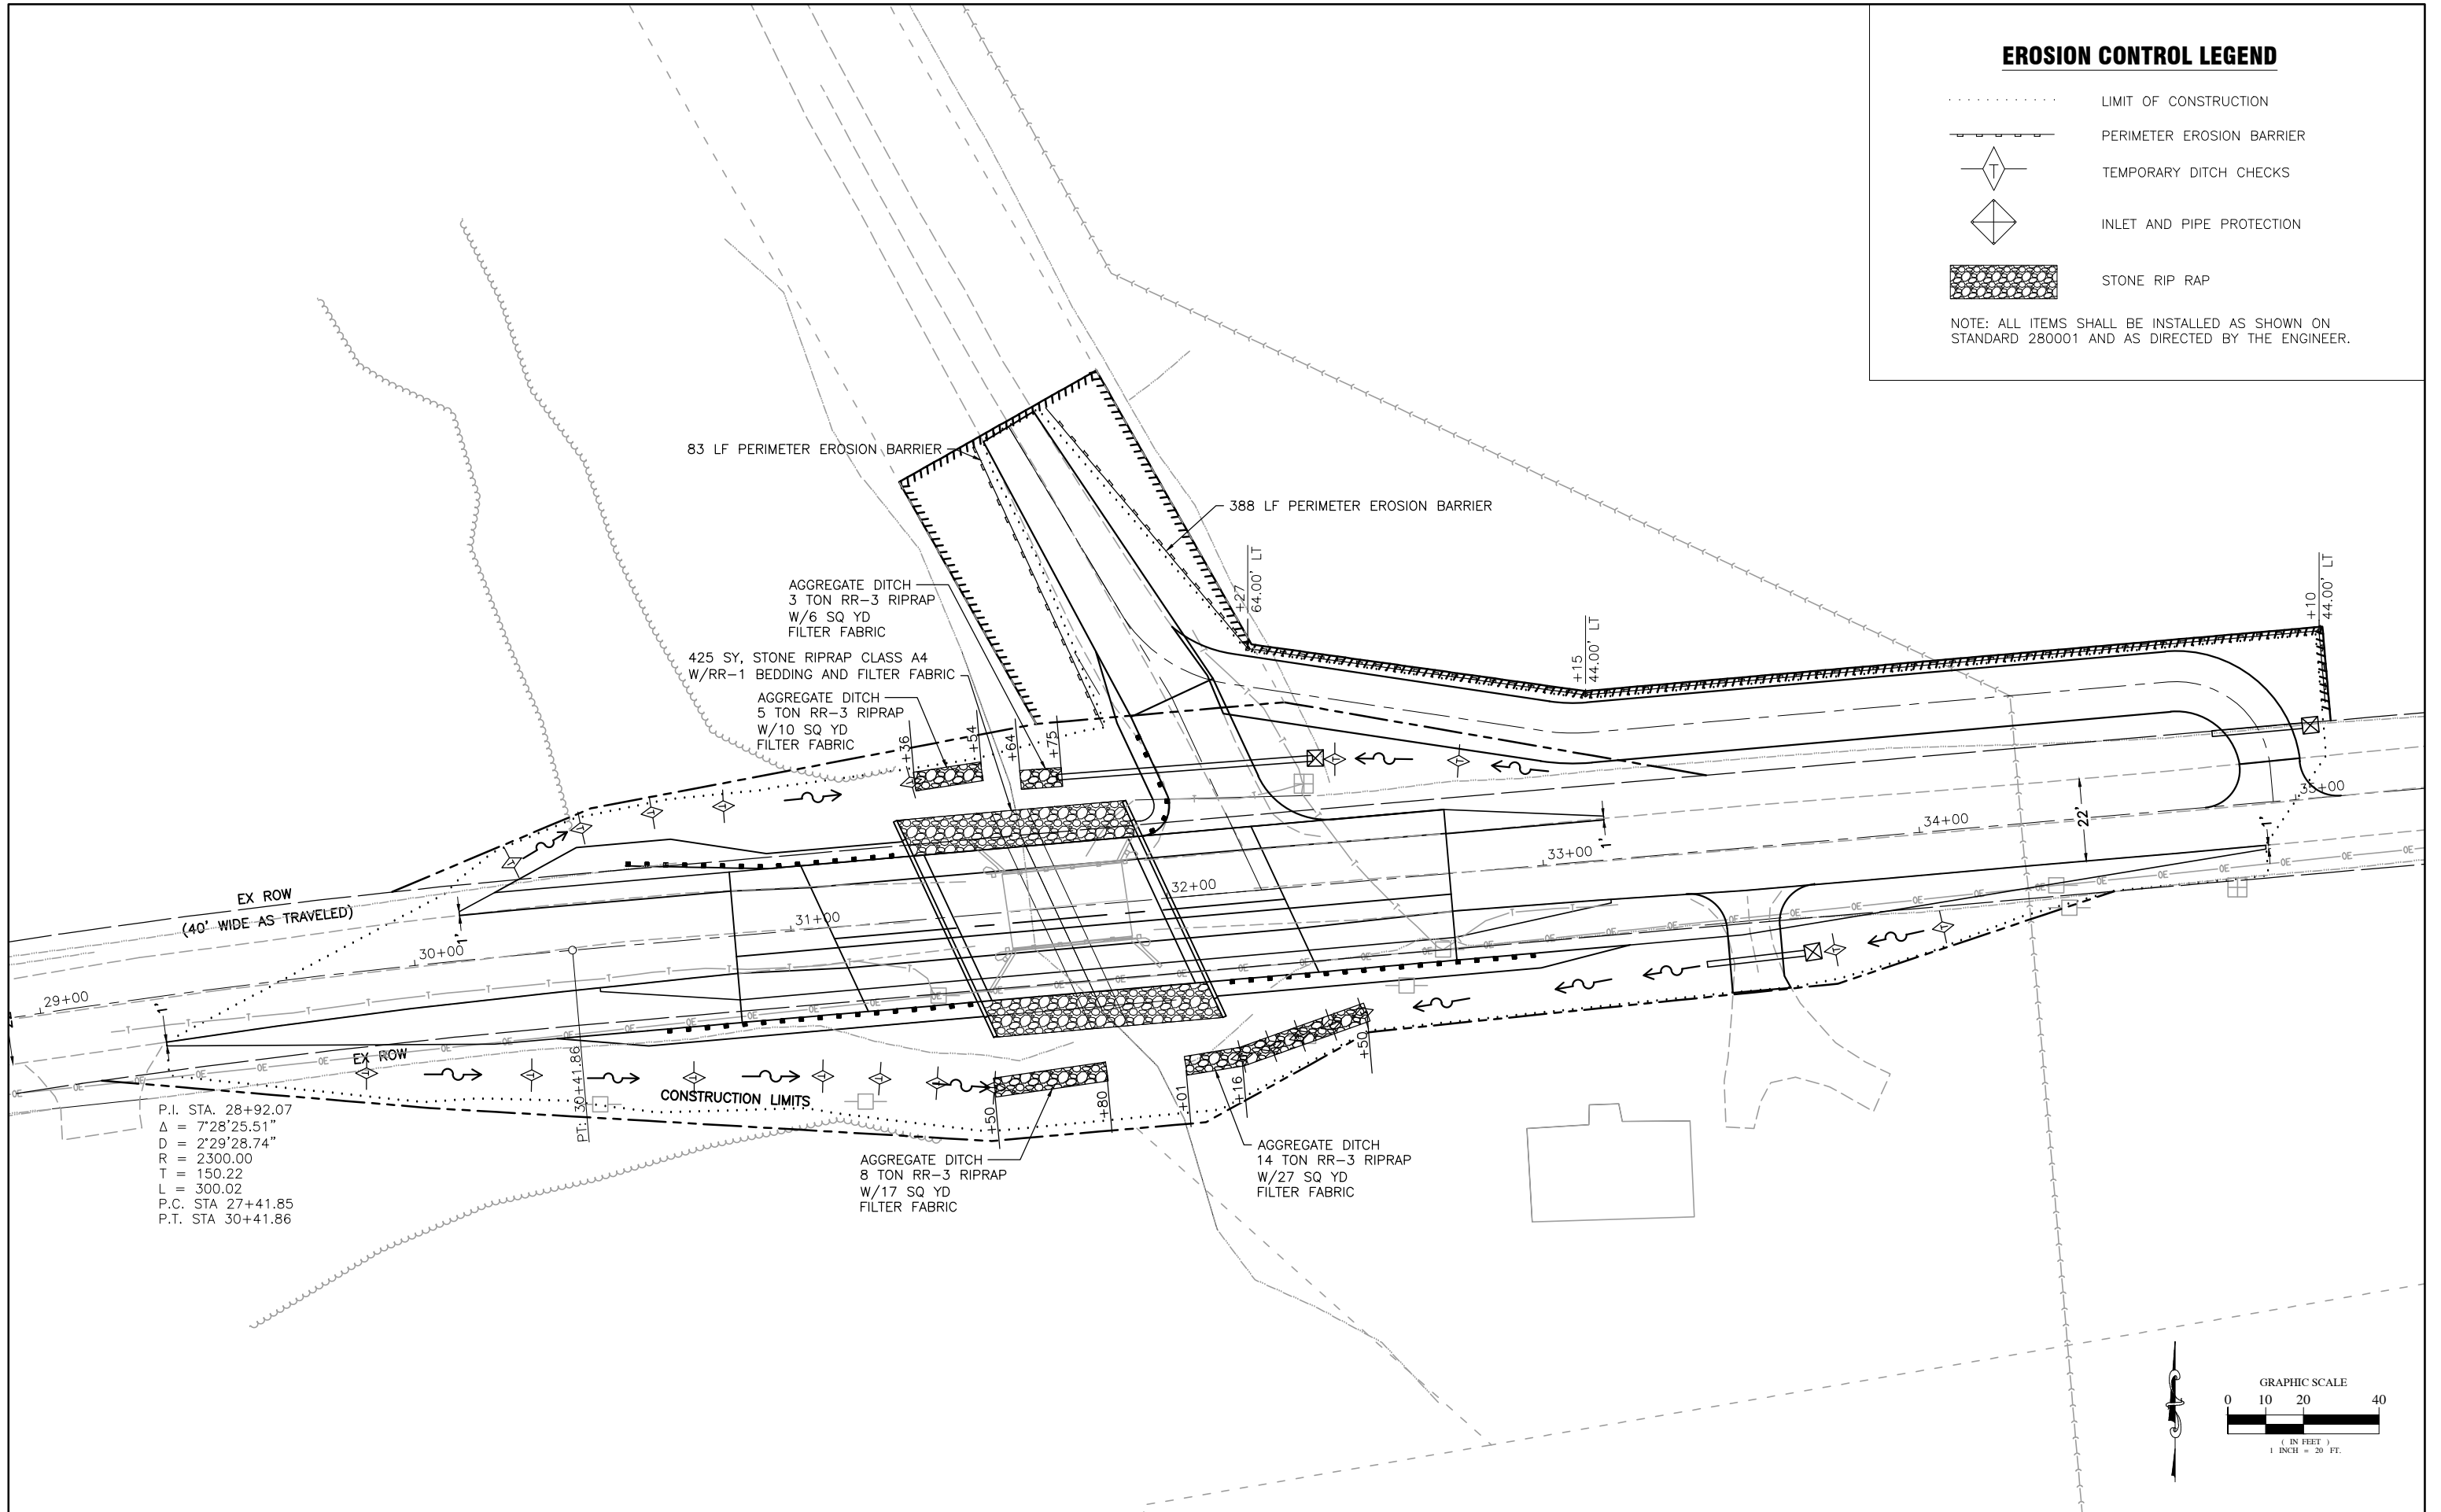 EROSION CONTROL LEGEND
LIMIT OF CONSTRUCTION
PERIMETER EROSION BARRIER
T
TEMPORARY DITCH CHECKS
INLET AND PIPE PROTECTION
STONE RIP RAP
NOTE: ALL ITEMS SHALL BE INSTALLED AS SHOWN ON
STANDARD 280001 AND AS DIRECTED BY THE ENGINEER.
83 LF PERIMETER EROSION BARRIER
388 LF PERIMETER EROSION BARRIER
+27
64.00' LT
+15
44.00' LT
+10
44.00' LT
AGGREGATE DITCH
3 TON RR-3 RIPRAP
W/6 SQ YD
FILTER FABRIC
425 SY, STONE RIPRAP CLASS A4
W/RR-1 BEDDING AND FILTER FABRIC
AGGREGATE DITCH
5 TON RR-3 RIPRAP
W/10 SQ YD
FILTER FABRIC
+36
+54
+64
+75
EX ROW
(40' WIDE AS TRAVELED)
1'
29+00
30+00
31+00
32+00
33+00
34+00
35+00
22'
1'
1'
1'
EX ROW
PT: 30+41.86
CONSTRUCTION LIMITS
+50
+80
+01
+16
+50
P.I. STA. 28+92.07
Δ = 7°28'25.51"
D = 2°29'28.74"
R = 2300.00
T = 150.22
L = 300.02
P.C. STA 27+41.85
P.T. STA 30+41.86
AGGREGATE DITCH
8 TON RR-3 RIPRAP
W/17 SQ YD
FILTER FABRIC
AGGREGATE DITCH
14 TON RR-3 RIPRAP
W/27 SQ YD
FILTER FABRIC
GRAPHIC SCALE
0 10 20 40
( IN FEET )
1 INCH = 20 FT.